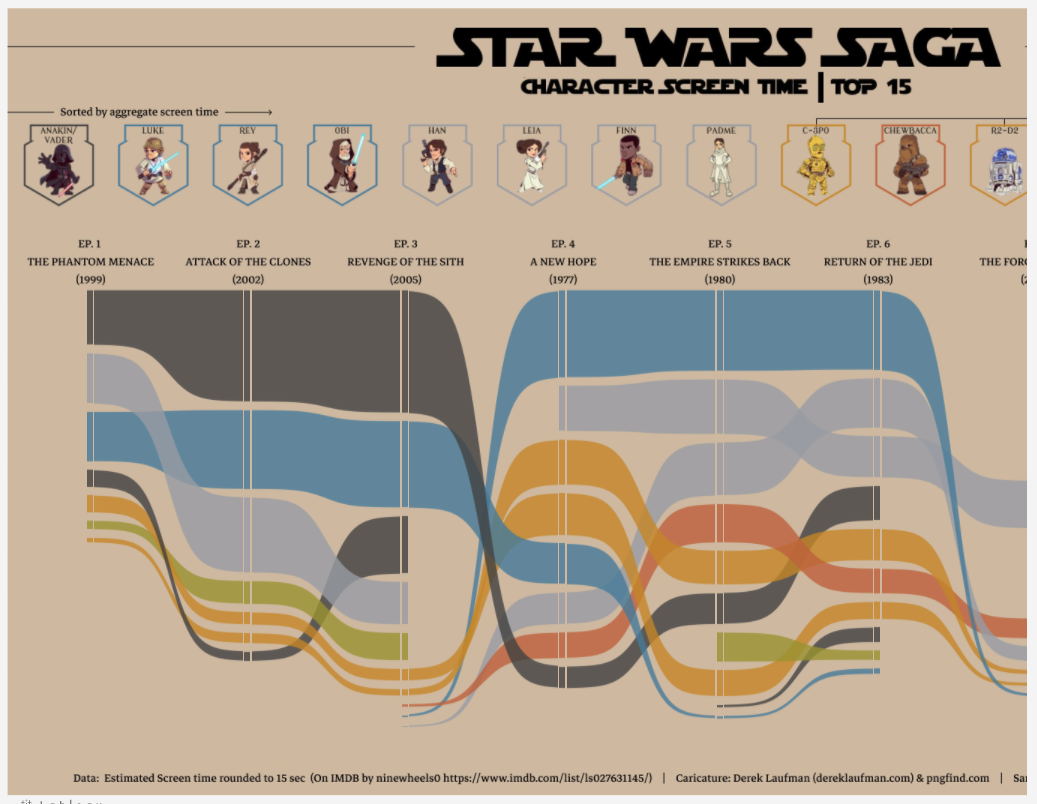 STAR WARS SAGA
CHARACTER SCREEN TIME | TOP 15
Sorted by aggregate screen time
ANAKIN/
VADER
LUKE
REY
OBI
HAN
LEIA
FINN
PADME
C-3PO
CHEWBACCA
R2-D2
EP. 1
THE PHANTOM MENACE
(1999)
EP. 2
ATTACK OF THE CLONES
(2002)
EP. 3
REVENGE OF THE SITH
(2005)
EP. 4
A NEW HOPE
(1977)
EP. 5
THE EMPIRE STRIKES BACK
(1980)
EP. 6
RETURN OF THE JEDI
(1983)
THE
Data: Estimated Screen time rounded to 15 sec (On IMDB by ninewheels0 https://www.imdb.com/list/ls027631145/) | Caricature: Derek Laufman (dereklaufman.com) & pngfind.com |